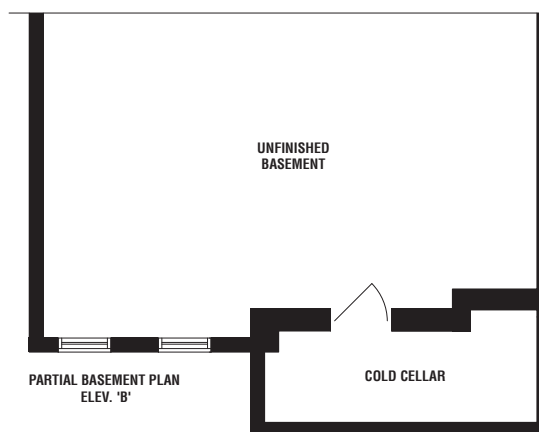 UNFINISHED
BASEMENT
COLD CELLAR
PARTIAL BASEMENT PLAN
ELEV. 'B'